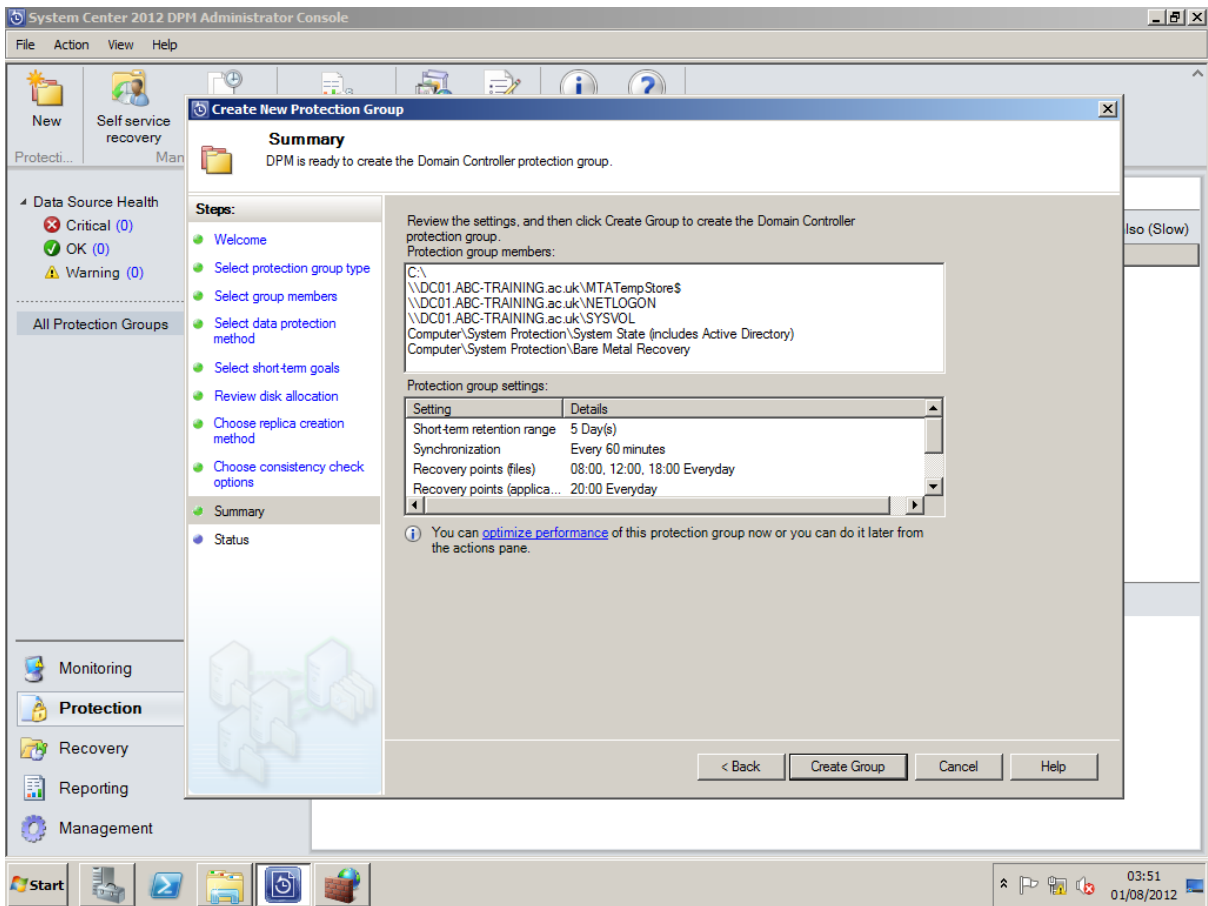 System Center 2012 DPM Administrator Console
File Action View Help
New
Self service
recovery
Protecti...
Man
Create New Protection Group
Summary
DPM is ready to create the Domain Controller protection group.
Data Source Health
Critical (0)
OK (0)
Warning (0)
All Protection Groups
Steps:
Welcome
Select protection group type
Select group members
Select data protection
method
Select short-term goals
Review disk allocation
Choose replica creation
method
Choose consistency check
options
Summary
Status
Review the settings, and then click Create Group to create the Domain Controller
protection group.
Protection group members:
C:\
\\DC01.ABC-TRAINING.ac.uk\MTATempStore$
\\DC01.ABC-TRAINING.ac.uk\NETLOGON
\\DC01.ABC-TRAINING.ac.uk\SYSVOL
Computer\System Protection\System State (includes Active Directory)
Computer\System Protection\Bare Metal Recovery
Protection group settings:
Setting Details
Short-term retention range 5 Day(s)
Synchronization Every 60 minutes
Recovery points (files) 08:00, 12:00, 18:00 Everyday
Recovery points (applica... 20:00 Everyday
You can optimize performance of this protection group now or you can do it later from
the actions pane.
lso (Slow)
< Back Create Group Cancel Help
Monitoring
Protection
Recovery
Reporting
Management
Start
03:51
01/08/2012